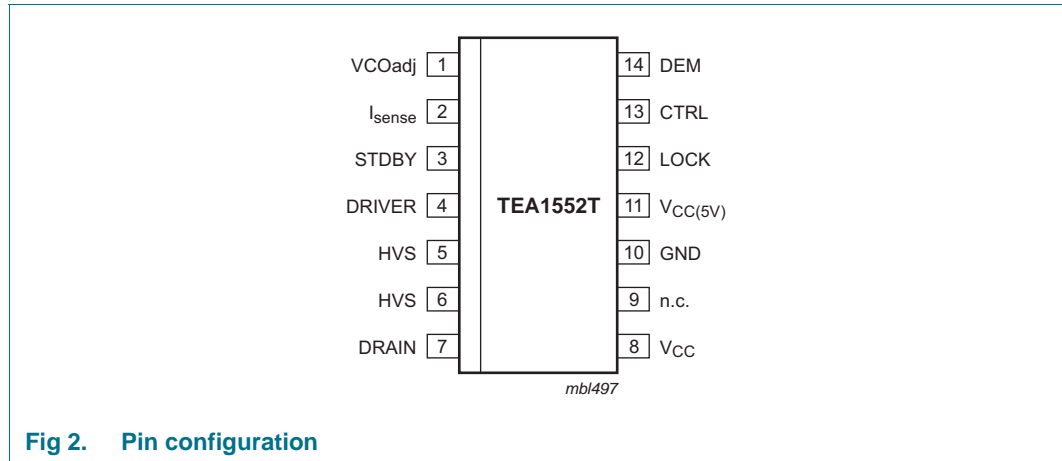 VCOadj 1
Isense 2
STDBY 3
DRIVER 4
HVS 5
HVS 6
DRAIN 7
TEA1552T
14 DEM
13 CTRL
12 LOCK
11 VCC(5V)
10 GND
9 n.c.
8 VCC
mbl497
Fig 2. Pin configuration